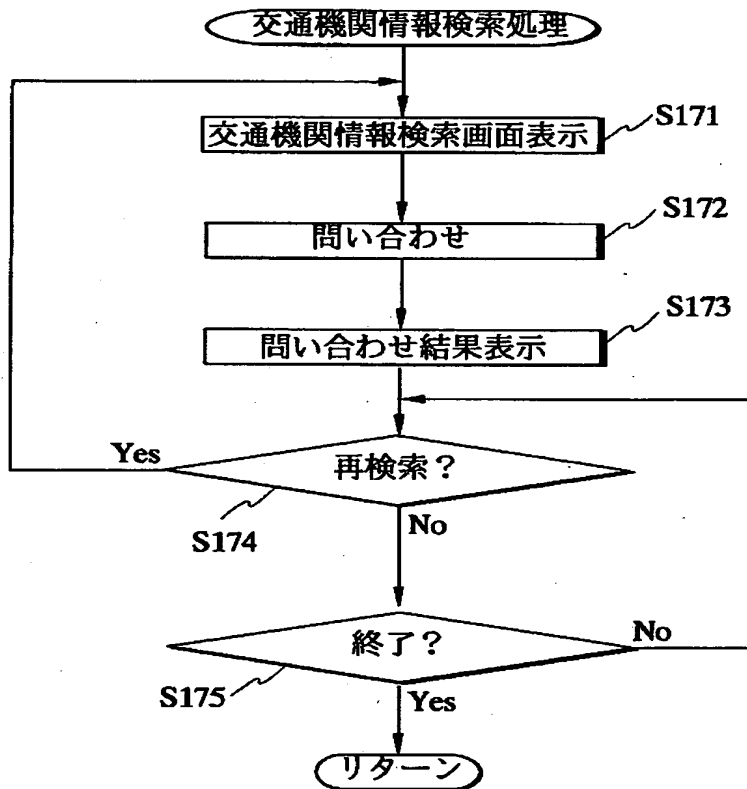 交通機関情報検索処理
交通機関情報検索画面表示
S171
問い合わせ
S172
問い合わせ結果表示
S173
再検索？
Yes
No
S174
終了？
No
Yes
S175
リターン